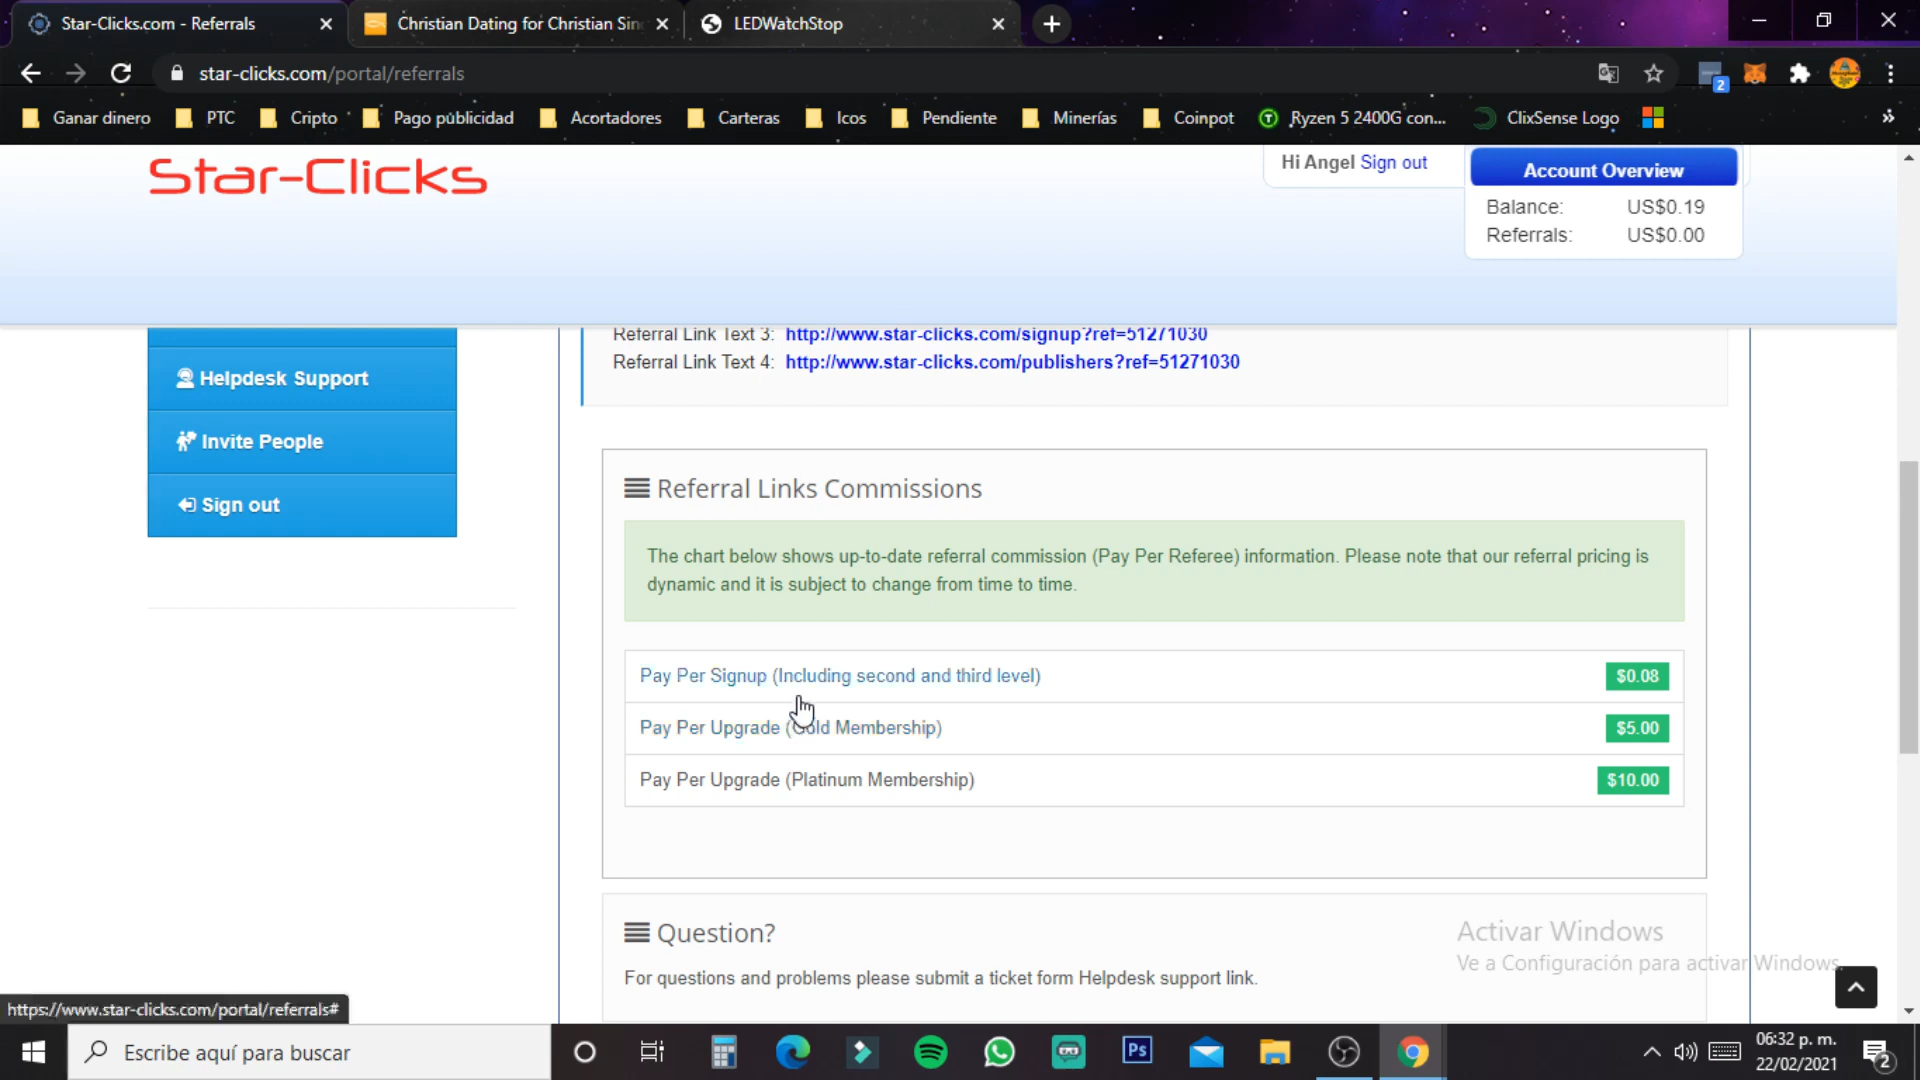 Star-Clicks.com - Referrals
Christian Dating for Christian Sin
LEDWatchStop
star-clicks.com/portal/referrals
2
Ganar dinero
PTC
Cripto
Pago publicidad
Acortadores
Carteras
Icos
Pendiente
Minerías
Coinpot
Ryzen 5 2400G con...
ClixSense Logo
Star-Clicks
Hi Angel Sign out
Account Overview
Balance: US$0.19
Referrals: US$0.00
Referral Link Text 3: http://www.star-clicks.com/signup?ref=51271030
Referral Link Text 4: http://www.star-clicks.com/publishers?ref=51271030
Helpdesk Support
Invite People
Sign out
Referral Links Commissions
The chart below shows up-to-date referral commission (Pay Per Referee) information. Please note that our referral pricing is
dynamic and it is subject to change from time to time.
Pay Per Signup (Including second and third level) $0.08
Pay Per Upgrade (Gold Membership) $5.00
Pay Per Upgrade (Platinum Membership) $10.00
Question?
For questions and problems please submit a ticket form Helpdesk support link.
Activar Windows
Ve a Configuración para activar Windows.
https://www.star-clicks.com/portal/referrals#
Escribe aquí para buscar
Ps
06:32 p. m.
22/02/2021
2